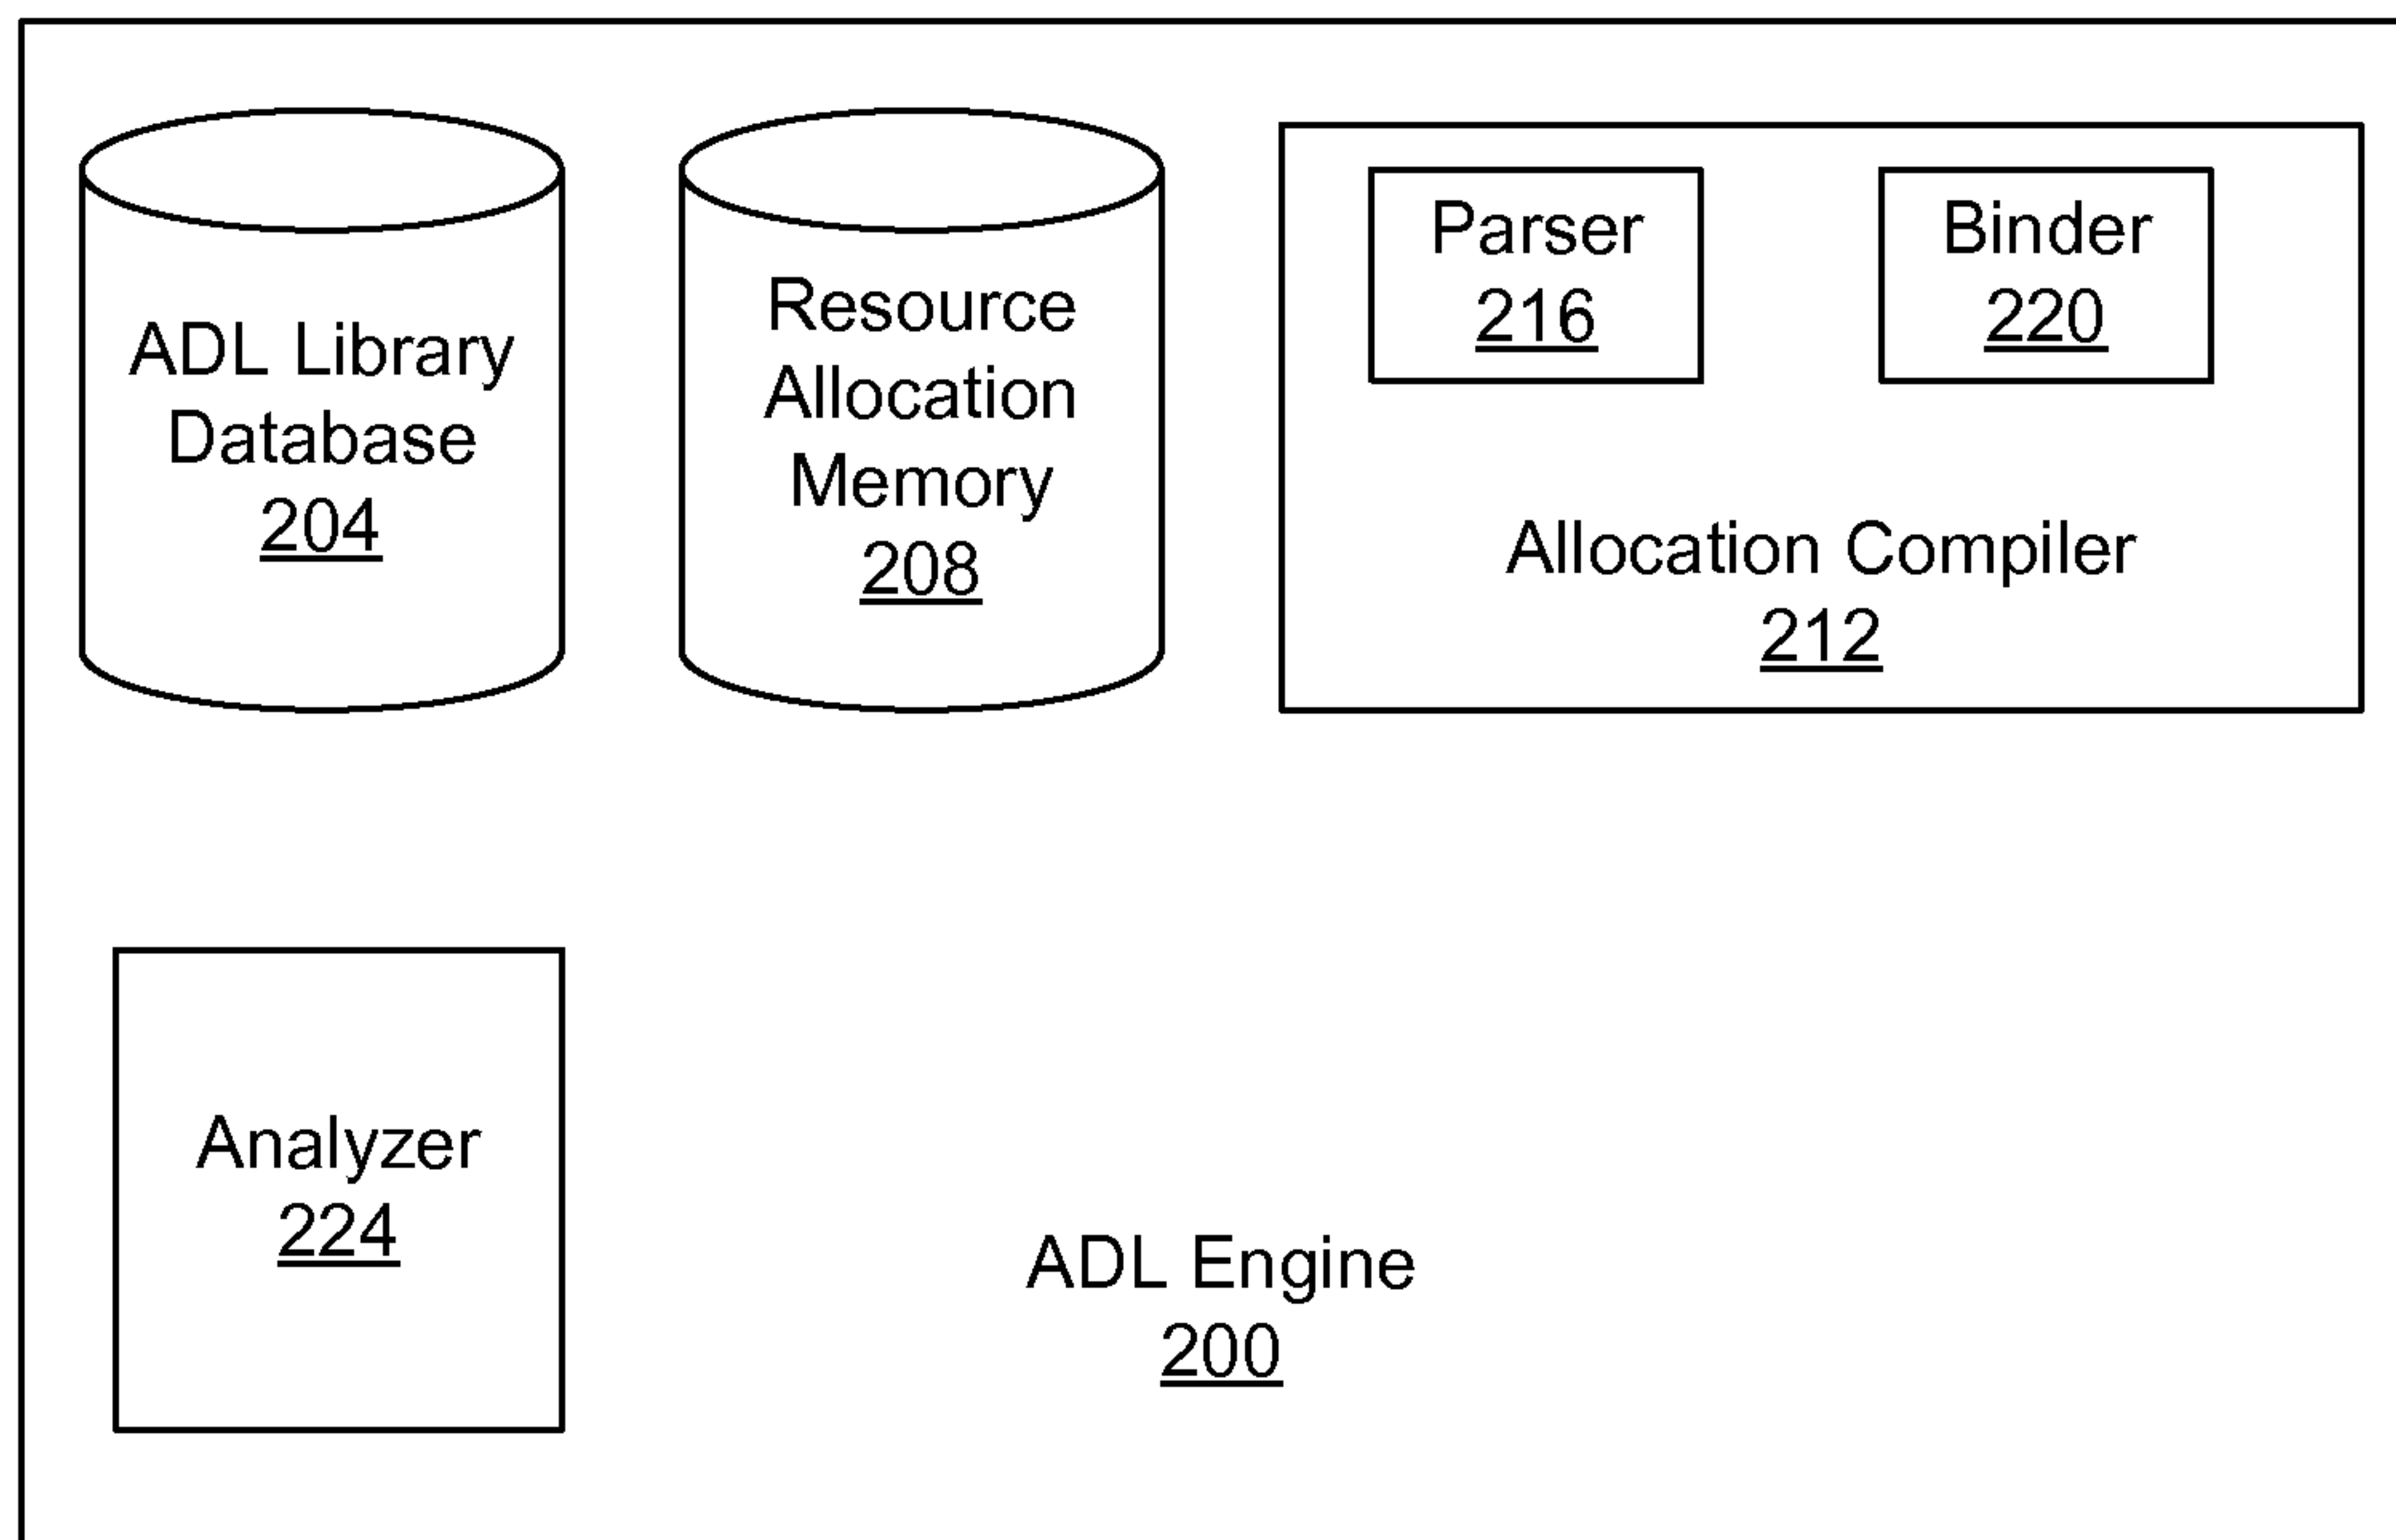 ADL Library
Database
204
Resource
Allocation
Memory
208
Parser
216
Binder
220
Allocation Compiler
212
Analyzer
224
ADL Engine
200